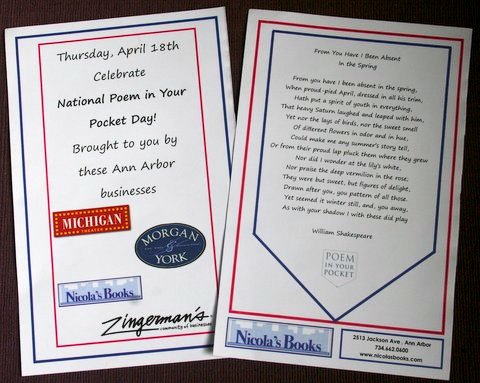 Thursday, April 18th
Celebrate
National Poem in Your
Pocket Day!
Brought to you by
these Ann Arbor
businesses
MICHIGAN
THEATER
MORGAN
&
YORK
Nicola's Books
Zingerman's
community of businesses
From You Have I Been Absent
In the Spring
From you have I been absent in the spring,
When proud-pied April, dressed in all his trim,
Hath put a spirit of youth in everything,
That heavy Saturn laughed and leaped with him,
Yet nor the lays of birds, nor the sweet smell
Of different flowers in odor and in hue,
Could make me any summer's story tell,
Or from their proud lap pluck them where they grew
Nor did I wonder at the lily's white,
Nor praise the deep vermilion in the rose;
They were but sweet, but figures of delight,
Drawn after you, you pattern of all those.
Yet seemed it winter still, and, you away,
As with your shadow I with these did play
William Shakespeare
POEM
IN YOUR
POCKET
Nicola's Books
2513 Jackson Ave. Ann Arbor
734.662.0600
www.nicolasbooks.com